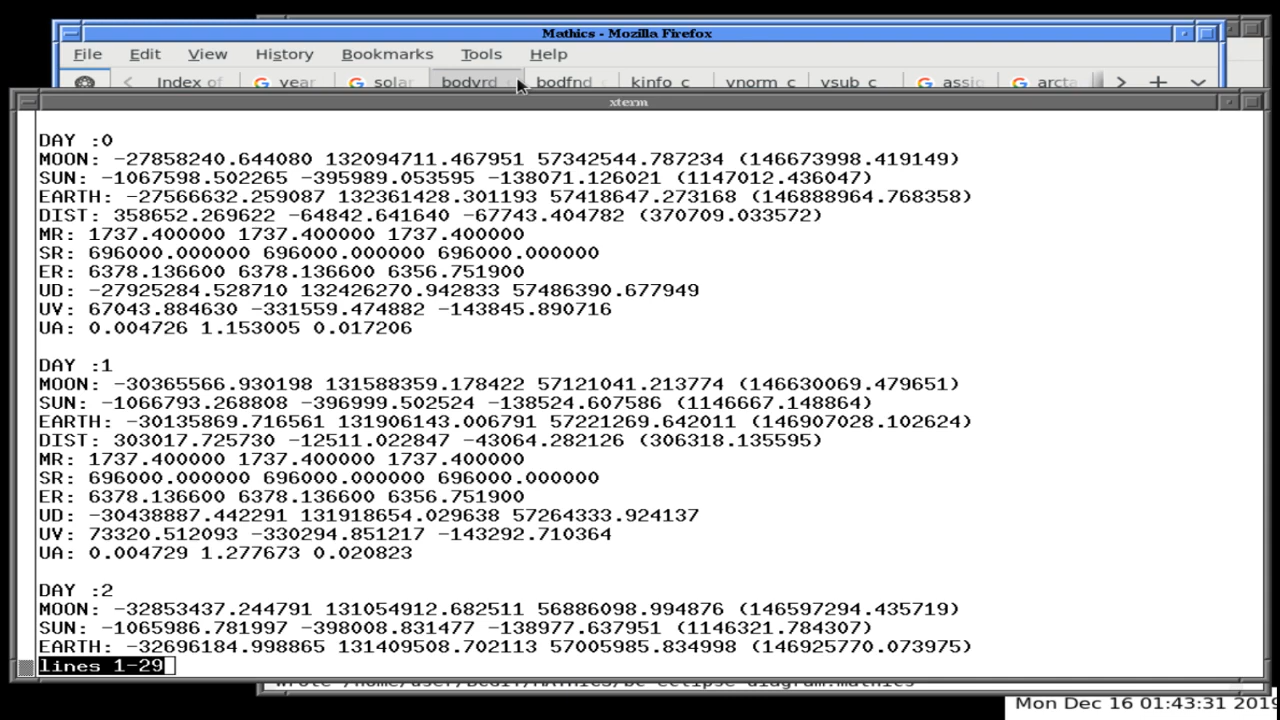 Mathics - Mozilla Firefox
File Edit View History Bookmarks Tools Help
Index of year solar bodvrd bodfnd kinfo_c vnorm_c vsub_c assig arcta
xterm
DAY :0
MOON: -27858240.644080 132094711.467951 57342544.787234 (146673998.419149)
SUN: -1067598.502265 -395989.053595 -138071.126021 (1147012.436047)
EARTH: -27566632.259087 132361428.301193 57418647.273168 (146888964.768358)
DIST: 358652.269622 -64842.641640 -67743.404782 (370709.033572)
MR: 1737.400000 1737.400000 1737.400000
SR: 696000.000000 696000.000000 696000.000000
ER: 6378.136600 6378.136600 6356.751900
UD: -27925284.528710 132426270.942833 57486390.677949
UV: 67043.884630 -331559.474882 -143845.890716
UA: 0.004726 1.153005 0.017206
DAY :1
MOON: -30365566.930198 131588359.178422 57121041.213774 (146630069.479651)
SUN: -1066793.268808 -396999.502524 -138524.607586 (1146667.148864)
EARTH: -30135869.716561 131906143.006791 57221269.642011 (146907028.102624)
DIST: 303017.725730 -12511.022847 -43064.282126 (306318.135595)
MR: 1737.400000 1737.400000 1737.400000
SR: 696000.000000 696000.000000 696000.000000
ER: 6378.136600 6378.136600 6356.751900
UD: -30438887.442291 131918654.029638 57264333.924137
UV: 73320.512093 -330294.851217 -143292.710364
UA: 0.004729 1.277673 0.020823
DAY :2
MOON: -32853437.244791 131054912.682511 56886098.994876 (146597294.435719)
SUN: -1065986.781997 -398008.831477 -138977.637951 (1146321.784307)
EARTH: -32696184.998865 131409508.702113 57005985.834998 (146925770.073975)
lines 1-29
Mon Dec 16 01:43:31 2019